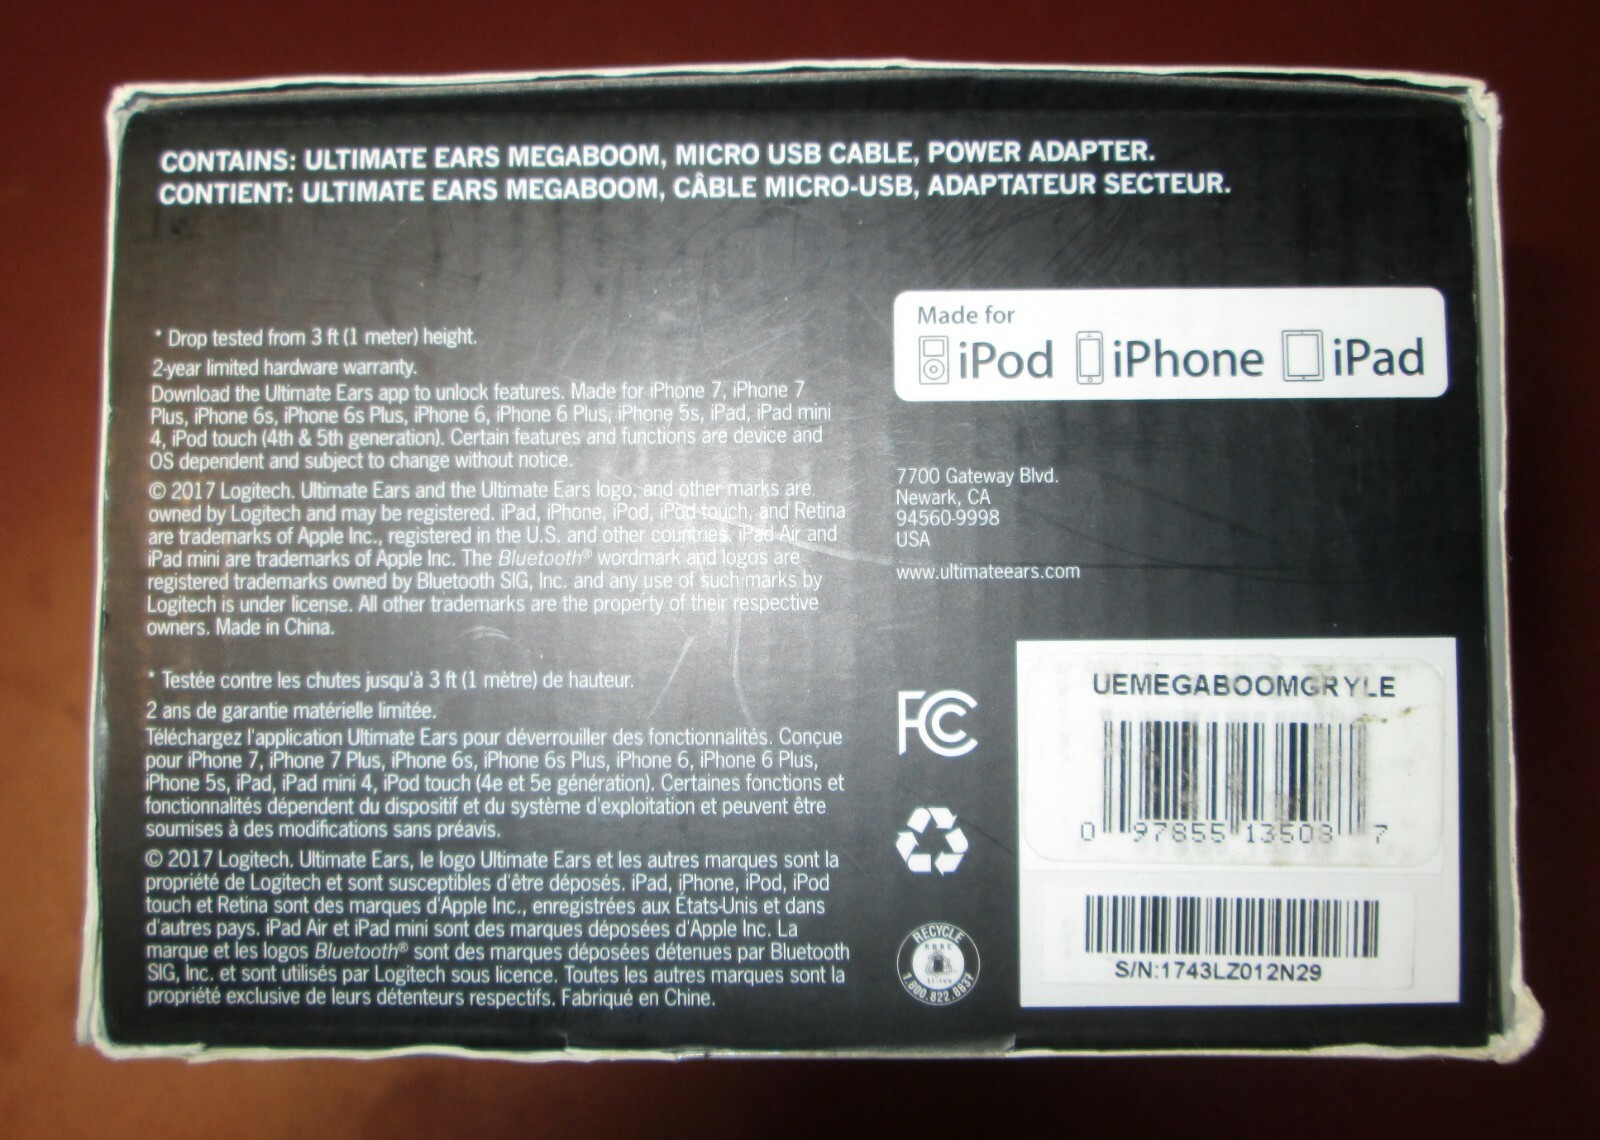 CONTAINS: ULTIMATE EARS MEGABOOM, MICRO USB CABLE, POWER ADAPTER.
CONTIENT: ULTIMATE EARS MEGABOOM, CÂBLE MICRO-USB, ADAPTATEUR SECTEUR.
* Drop tested from 3 ft (1 meter) height.
2-year limited hardware warranty.
Download the Ultimate Ears app to unlock features. Made for iPhone 7, iPhone 7
Plus, iPhone 6s, iPhone 6s Plus, iPhone 6, iPhone 6 Plus, iPhone 5s, iPad, iPad mini
4, iPod touch (4th & 5th generation). Certain features and functions are device and
OS dependent and subject to change without notice.
© 2017 Logitech. Ultimate Ears and the Ultimate Ears logo, and other marks are
owned by Logitech and may be registered. iPad, iPhone, iPod, iPod touch, and Retina
are trademarks of Apple Inc., registered in the U.S. and other countries. iPad Air and
iPad mini are trademarks of Apple Inc. The Bluetooth® wordmark and logos are
registered trademarks owned by Bluetooth SIG, Inc. and any use of such marks by
Logitech is under license. All other trademarks are the property of their respective
owners. Made in China.
* Testée contre les chutes jusqu'à 3 ft (1 mètre) de hauteur.
2 ans de garantie matérielle limitée.
Téléchargez l'application Ultimate Ears pour déverrouiller des fonctionnalités. Conçue
pour iPhone 7, iPhone 7 Plus, iPhone 6s, iPhone 6s Plus, iPhone 6, iPhone 6 Plus,
iPhone 5s, iPad, iPad mini 4, iPod touch (4e et 5e génération). Certaines fonctions et
fonctionnalités dépendent du dispositif et du système d'exploitation et peuvent être
soumises à des modifications sans préavis.
© 2017 Logitech. Ultimate Ears, le logo Ultimate Ears et les autres marques sont la
propriété de Logitech et sont susceptibles d'être déposés. iPad, iPhone, iPod, iPod
touch et Retina sont des marques d'Apple Inc., enregistrées aux États-Unis et dans
d'autres pays. iPad Air et iPad mini sont des marques déposées d'Apple Inc. La
marque et les logos Bluetooth® sont des marques déposées détenues par Bluetooth
SIG, Inc. et sont utilisés par Logitech sous licence. Toutes les autres marques sont la
propriété exclusive de leurs détenteurs respectifs. Fabriqué en Chine.
Made for
iPod iPhone iPad
7700 Gateway Blvd.
Newark, CA
94560-9998
USA
www.ultimateears.com
FC
RECYCLE
RBRC
Li-Ion
1.800.822.8837
UEMEGABOOMGRYLE
0 97855 13508 7
S/N:1743LZ012N29